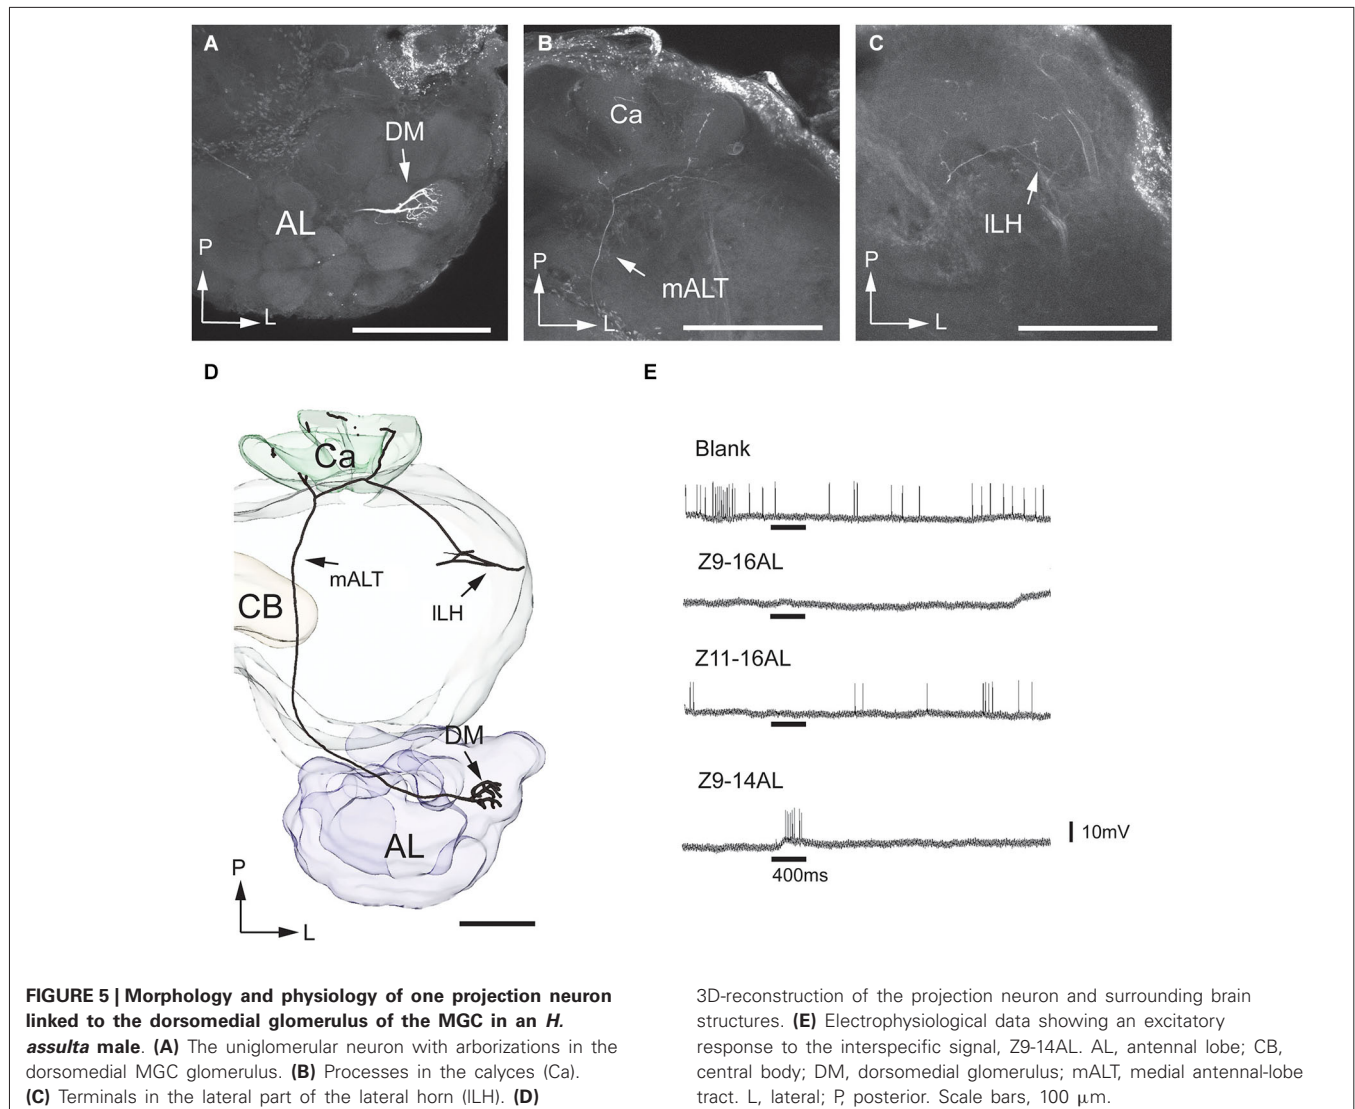 A
DM
AL
P
L
B
Ca
P
mALT
L
C
lLH
P
L
D
Ca
mALT
CB
lLH
DM
AL
P
L
E
Blank
Z9-16AL
Z11-16AL
Z9-14AL
10mV
400ms
FIGURE 5 | Morphology and physiology of one projection neuron
linked to the dorsomedial glomerulus of the MGC in an H.
assulta male. (A) The uniglomerular neuron with arborizations in the
dorsomedial MGC glomerulus. (B) Processes in the calyces (Ca).
(C) Terminals in the lateral part of the lateral horn (lLH). (D)
3D-reconstruction of the projection neuron and surrounding brain
structures. (E) Electrophysiological data showing an excitatory
response to the interspecific signal, Z9-14AL. AL, antennal lobe; CB,
central body; DM, dorsomedial glomerulus; mALT, medial antennal-lobe
tract. L, lateral; P, posterior. Scale bars, 100 μm.